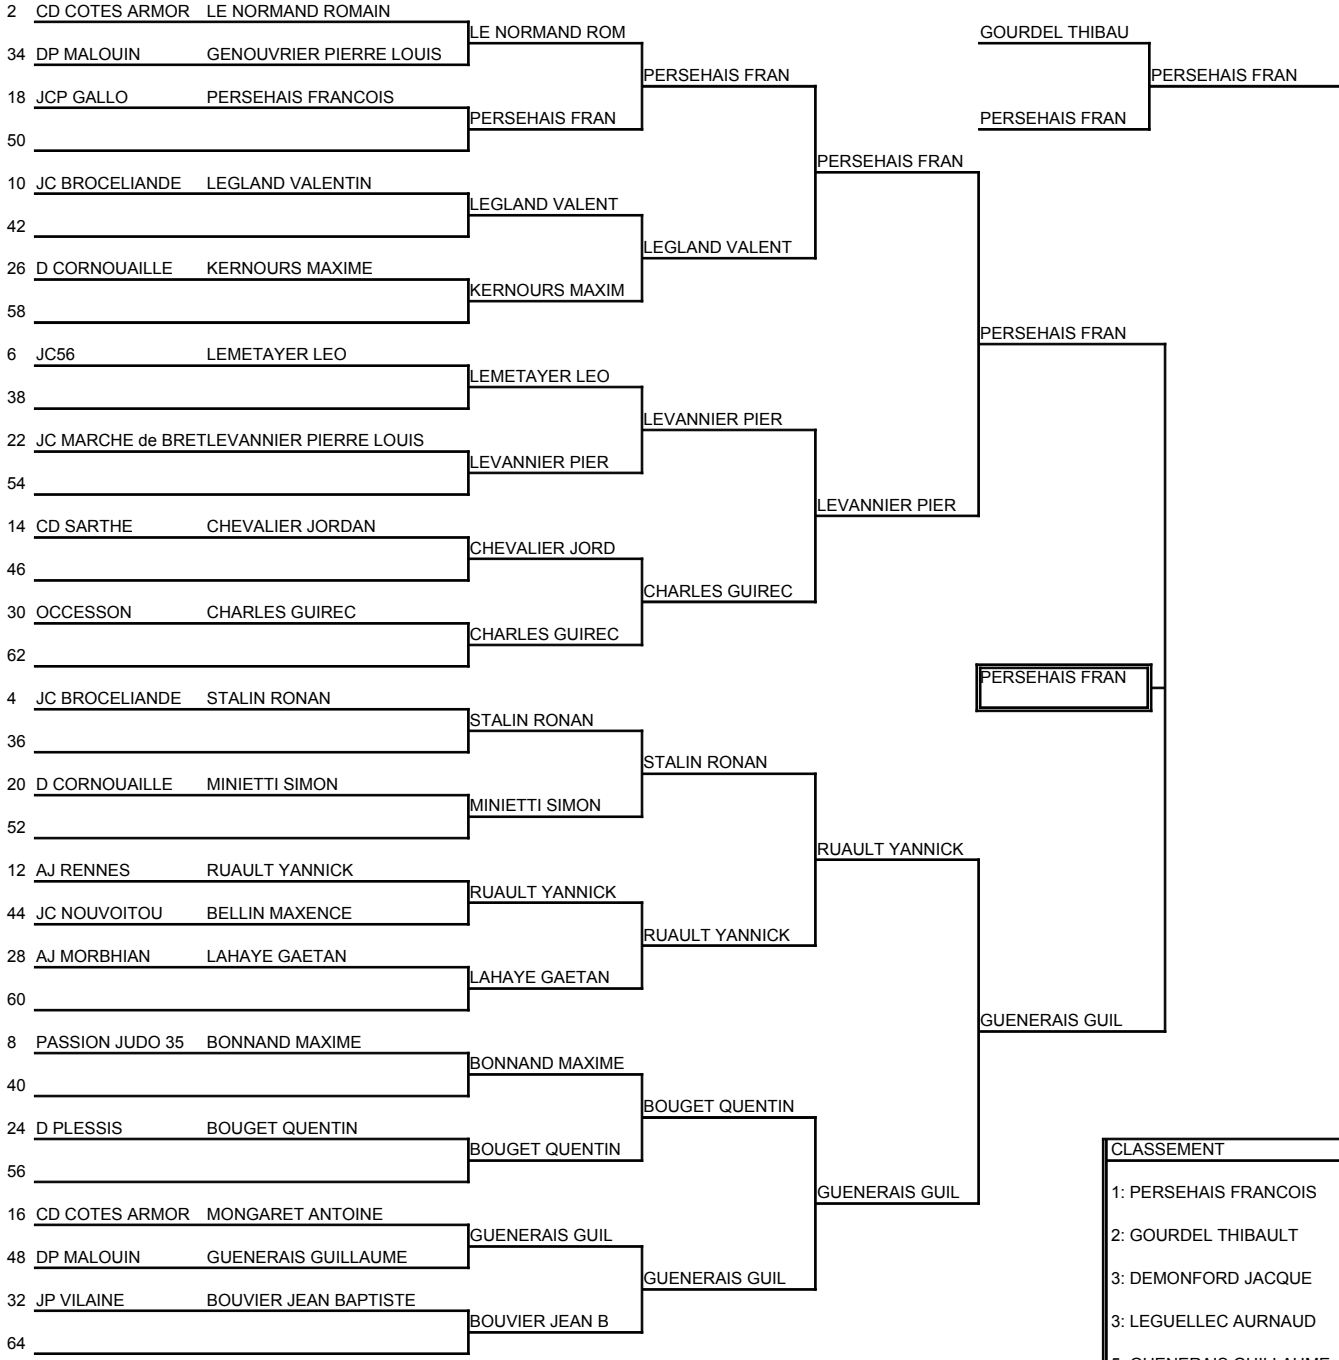 2 CD COTES ARMOR LE NORMAND ROMAIN
LE NORMAND ROM
GOURDEL THIBAU
34 DP MALOUIN GENOUVRIER PIERRE LOUIS
PERSEHAIS FRAN
PERSEHAIS FRAN
18 JCP GALLO PERSEHAIS FRANCOIS
PERSEHAIS FRAN
PERSEHAIS FRAN
50
PERSEHAIS FRAN
10 JC BROCELIANDE LEGLAND VALENTIN
LEGLAND VALENT
42
LEGLAND VALENT
26 D CORNOUAILLE KERNOURS MAXIME
KERNOURS MAXIM
58
PERSEHAIS FRAN
6 JC56 LEMETAYER LEO
LEMETAYER LEO
38
LEVANNIER PIER
22 JC MARCHE de BRETLEVANNIER PIERRE LOUIS
LEVANNIER PIER
54
LEVANNIER PIER
14 CD SARTHE CHEVALIER JORDAN
CHEVALIER JORD
46
CHARLES GUIREC
30 OCCESSON CHARLES GUIREC
CHARLES GUIREC
62
PERSEHAIS FRAN
4 JC BROCELIANDE STALIN RONAN
STALIN RONAN
36
STALIN RONAN
20 D CORNOUAILLE MINIETTI SIMON
MINIETTI SIMON
52
RUAULT YANNICK
12 AJ RENNES RUAULT YANNICK
RUAULT YANNICK
44 JC NOUVOITOU BELLIN MAXENCE
RUAULT YANNICK
28 AJ MORBHIAN LAHAYE GAETAN
LAHAYE GAETAN
60
GUENERAIS GUIL
8 PASSION JUDO 35 BONNAND MAXIME
BONNAND MAXIME
40
BOUGET QUENTIN
24 D PLESSIS BOUGET QUENTIN
BOUGET QUENTIN
CLASSEMENT
56
GUENERAIS GUIL
1: PERSEHAIS FRANCOIS
16 CD COTES ARMOR MONGARET ANTOINE
GUENERAIS GUIL
2: GOURDEL THIBAULT
48 DP MALOUIN GUENERAIS GUILLAUME
GUENERAIS GUIL
3: DEMONFORD JACQUE
32 JP VILAINE BOUVIER JEAN BAPTISTE
BOUVIER JEAN B
3: LEGUELLEC AURNAUD
64
5: GUENERAIS GUILLAUME